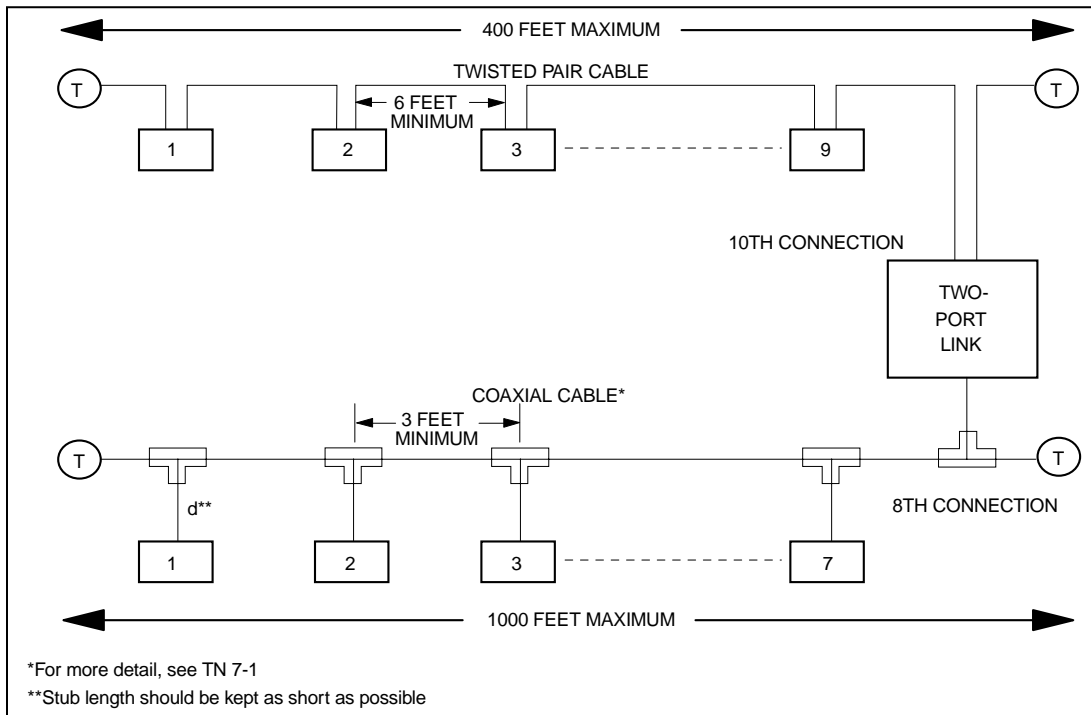 400 FEET MAXIMUM
TWISTED PAIR CABLE
T
T
6 FEET
MINIMUM
1
2
3
9
10TH CONNECTION
TWO-
PORT
LINK
COAXIAL CABLE*
3 FEET
MINIMUM
T
T
d**
8TH CONNECTION
1
2
3
7
1000 FEET MAXIMUM
*For more detail, see TN 7-1
**Stub length should be kept as short as possible